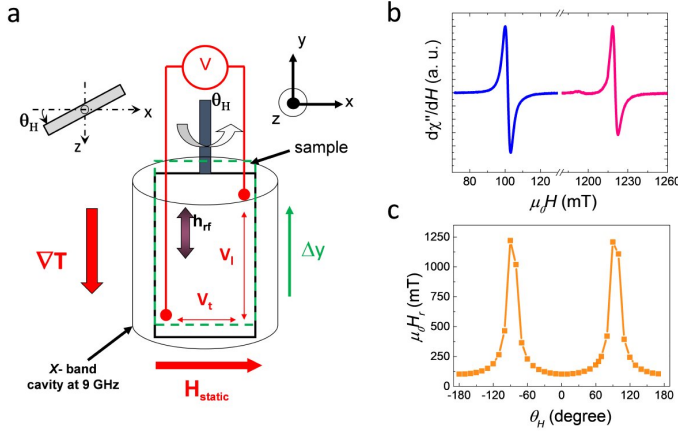 a
V
θH
y
x
z
θH
x
z
sample
hrf
∇T
Vl
Δy
Vt
X- band
cavity at 9 GHz
Hstatic
b
dχ"/dH (a. u.)
80 100 120 1200 1230 1260
μ0H (mT)
c
μ0Hr (mT)
1250
1000
750
500
250
0
-180 -120 -60 0 60 120 180
θH (degree)